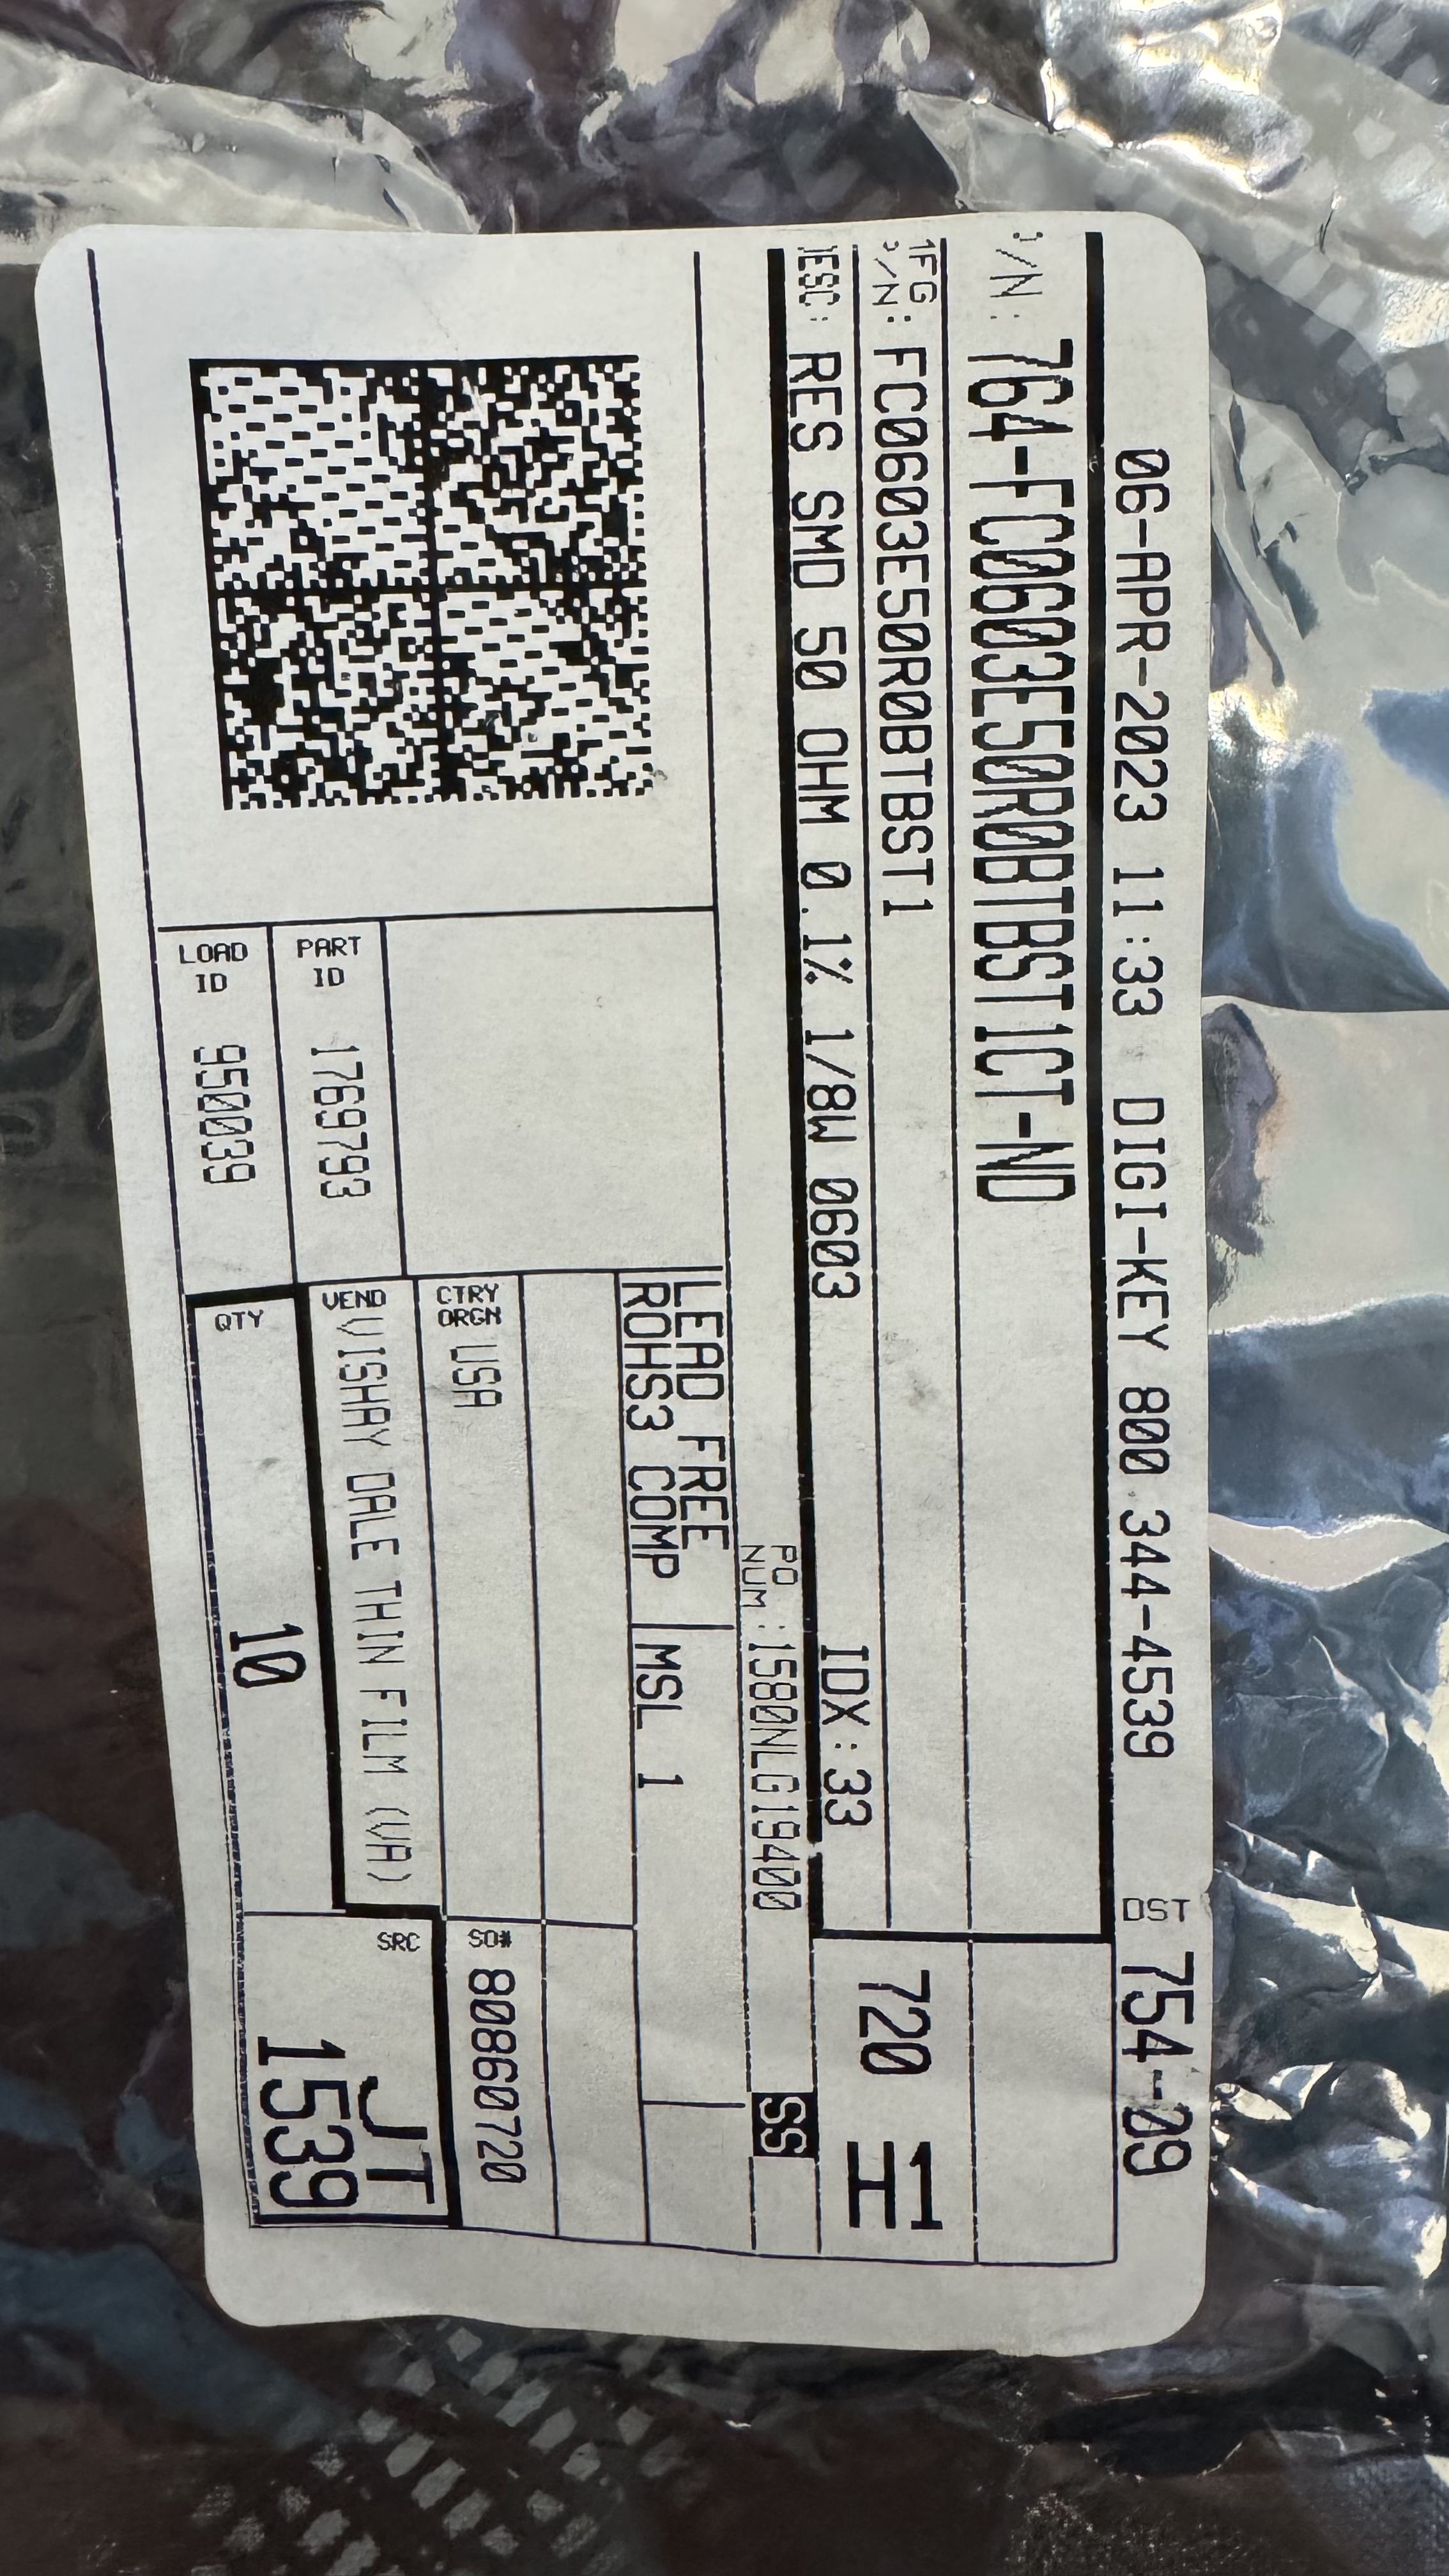 06-APR-2023 11:33 DIGI-KEY 800 344-4539 DST 754-09
P/N: 764-FC0603E50R0BTBST1CT-ND
MFG P/N: FC0603E50R0BTBST1
720 H1
DESC: RES SMD 50 OHM 0.1% 1/8W 0603 IDX:33
PO NUM :1580NLGI9400 SS
LEAD FREE
ROHS3 COMP MSL 1
CTRY ORGN USA
SO# 80860720
PART ID 1769793
VEND VISHAY DALE THIN FILM (VA)
LOAD ID 950039
QTY 10
SRC JT
1539